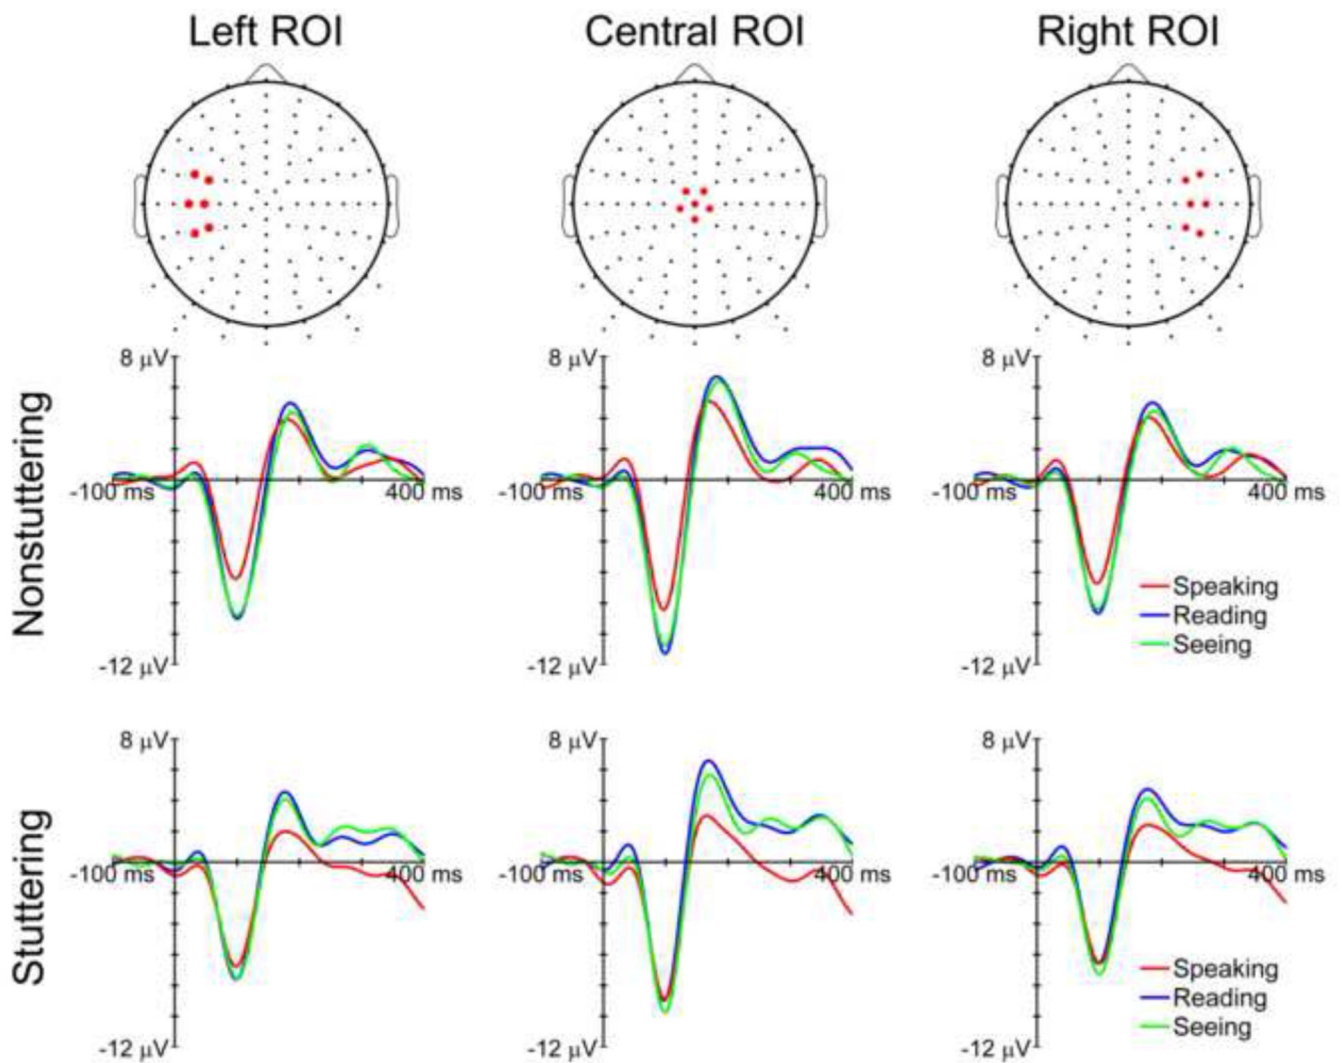 Left ROI
Central ROI
Right ROI
Nonstuttering
8 µV
-100 ms
400 ms
-12 µV
8 µV
-100 ms
400 ms
-12 µV
8 µV
-100 ms
400 ms
Speaking
Reading
Seeing
-12 µV
Stuttering
8 µV
-100 ms
400 ms
-12 µV
8 µV
-100 ms
400 ms
-12 µV
8 µV
-100 ms
400 ms
Speaking
Reading
Seeing
-12 µV